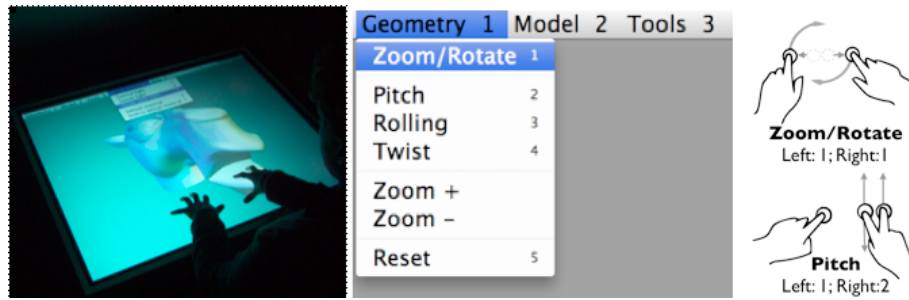 Geometry 1 Model 2 Tools 3
Zoom/Rotate 1
Pitch 2
Rolling 3
Twist 4
Zoom +
Zoom –
Reset 5
Zoom/Rotate
Left: 1; Right:1
Pitch
Left: 1; Right:2